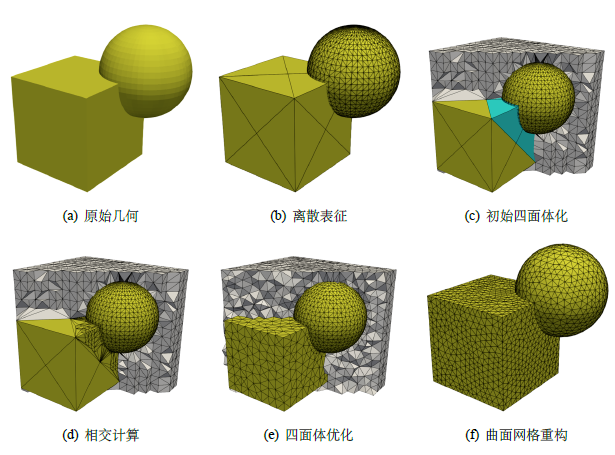 (a) 原始几何
(b) 离散表征
(c) 初始四面体化
(d) 相交计算
(e) 四面体优化
(f) 曲面网格重构